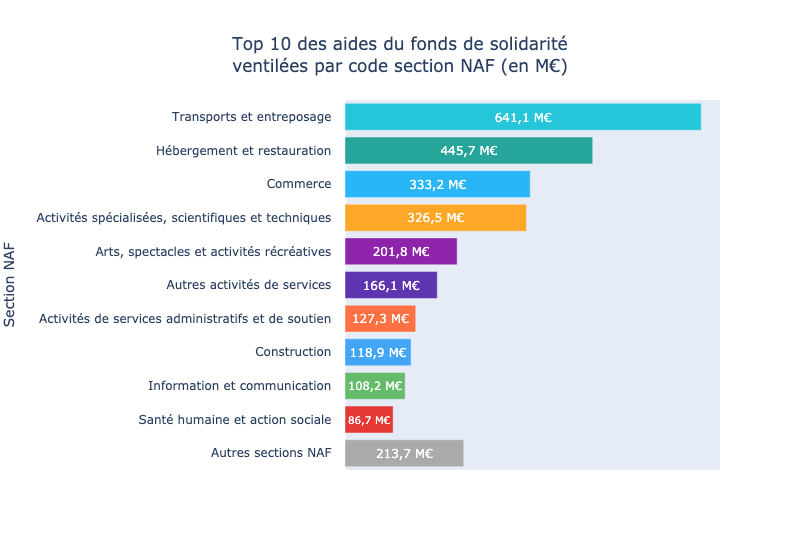 Top 10 des aides du fonds de solidarité
ventilées par code section NAF (en M€)
Section NAF
Transports et entreposage 641,1 M€
Hébergement et restauration 445,7 M€
Commerce 333,2 M€
Activités spécialisées, scientifiques et techniques 326,5 M€
Arts, spectacles et activités récréatives 201,8 M€
Autres activités de services 166,1 M€
Activités de services administratifs et de soutien 127,3 M€
Construction 118,9 M€
Information et communication 108,2 M€
Santé humaine et action sociale 86,7 M€
Autres sections NAF 213,7 M€